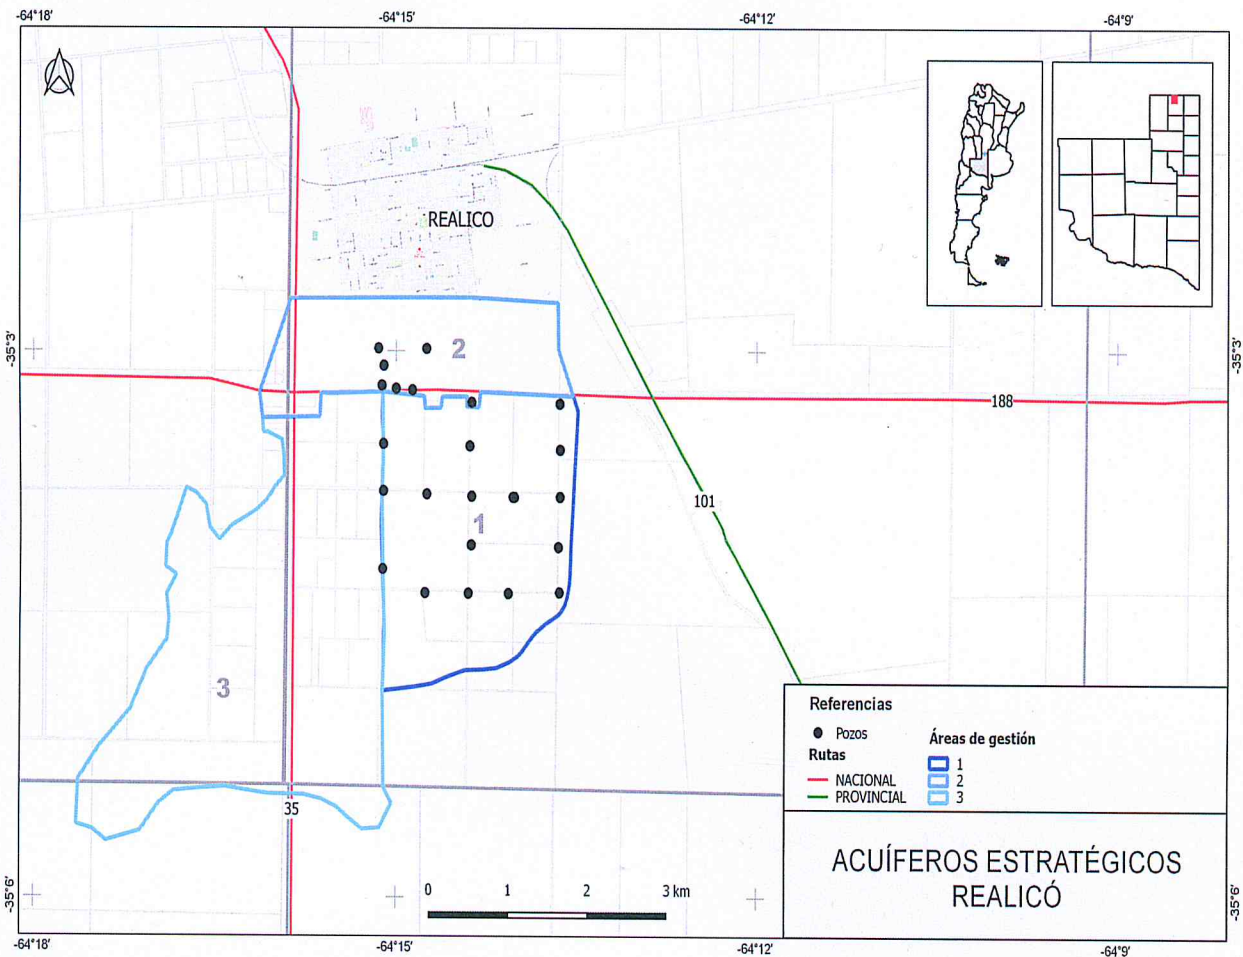 -64°18' -64°15' -64°12' -64°9'
REALICO
-35°3' -35°3'
2
188
1
101
3
Referencias
Pozos
Rutas
NACIONAL
PROVINCIAL
Áreas de gestión
1
2
3
35
ACUÍFEROS ESTRATÉGICOS
REALICÓ
0 1 2 3 km
-35°6' -35°6'
-64°18' -64°15' -64°12' -64°9'